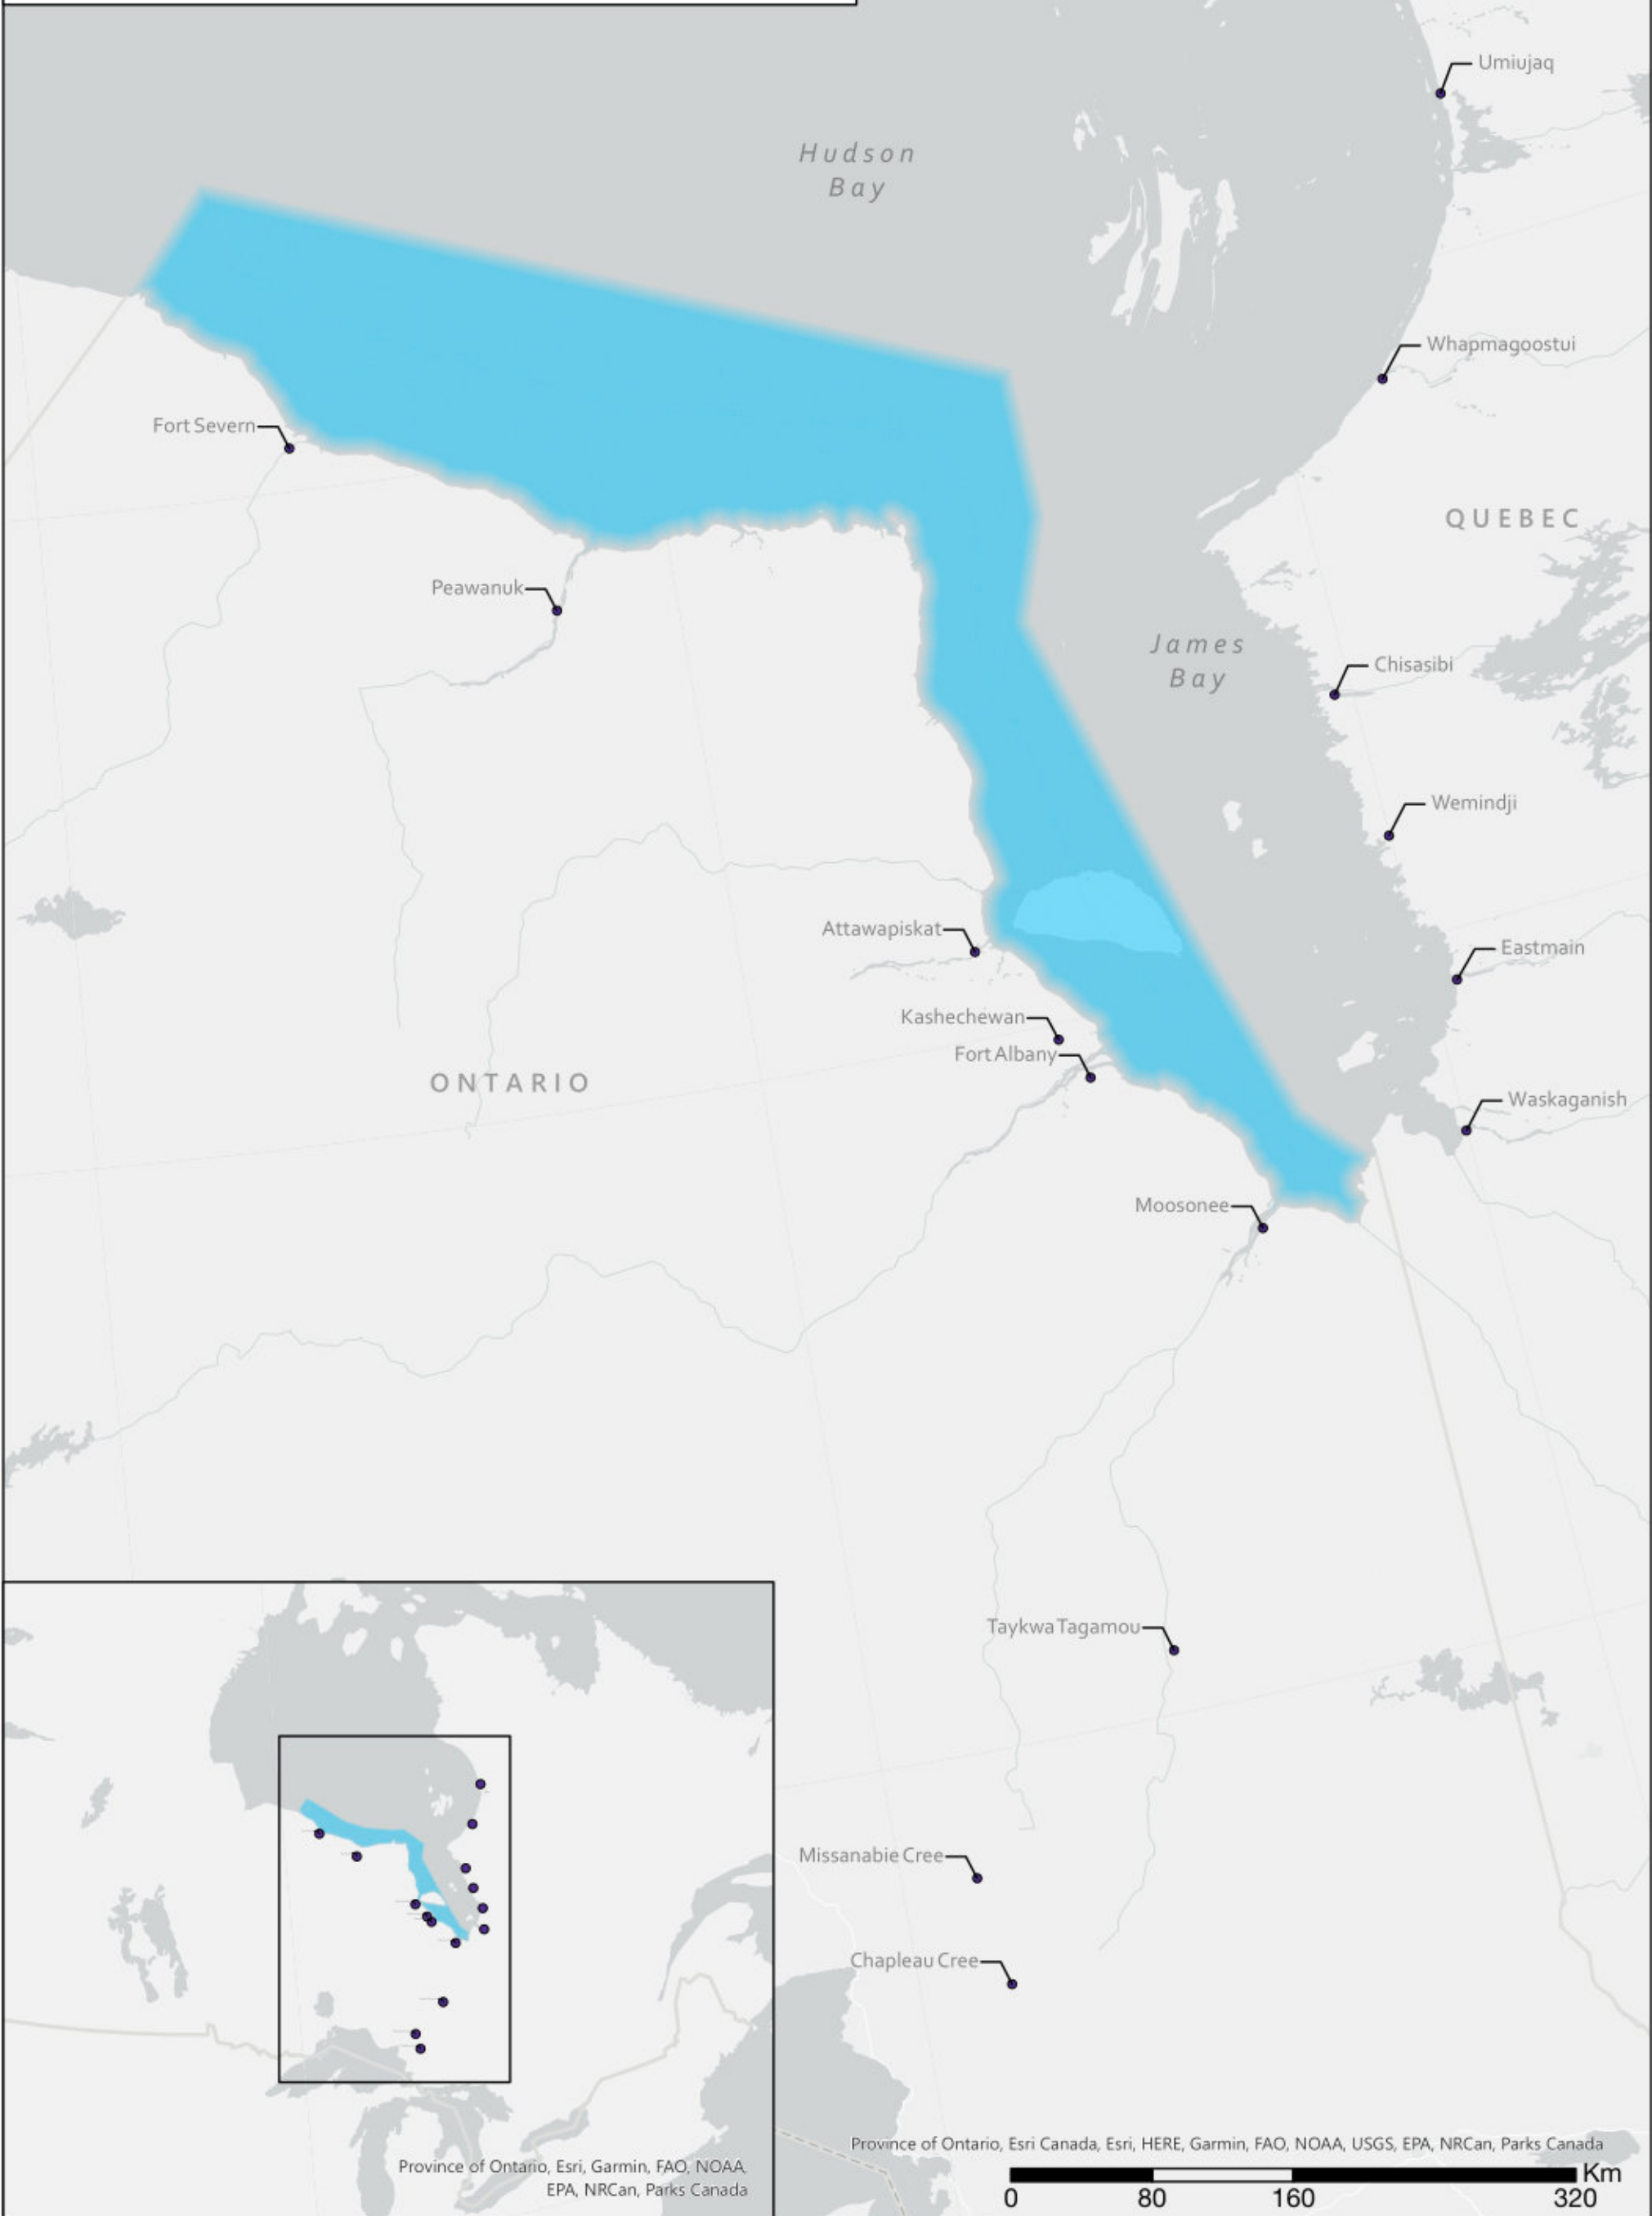 Umiujaq
Hudson
Bay
Whapmagoostui
Fort Severn
QUEBEC
Peawanuk
James
Bay
Chisasibi
Wemindji
Attawapiskat
Eastmain
Kashechewan
Fort Albany
ONTARIO
Waskaganish
Moosonee
Taykwa Tagamou
Missanabie Cree
Chapleau Cree
Province of Ontario, Esri Canada, Esri, HERE, Garmin, FAO, NOAA, USGS, EPA, NRCan, Parks Canada
Province of Ontario, Esri, Garmin, FAO, NOAA,
EPA, NRCan, Parks Canada
Km
0 80 160 320